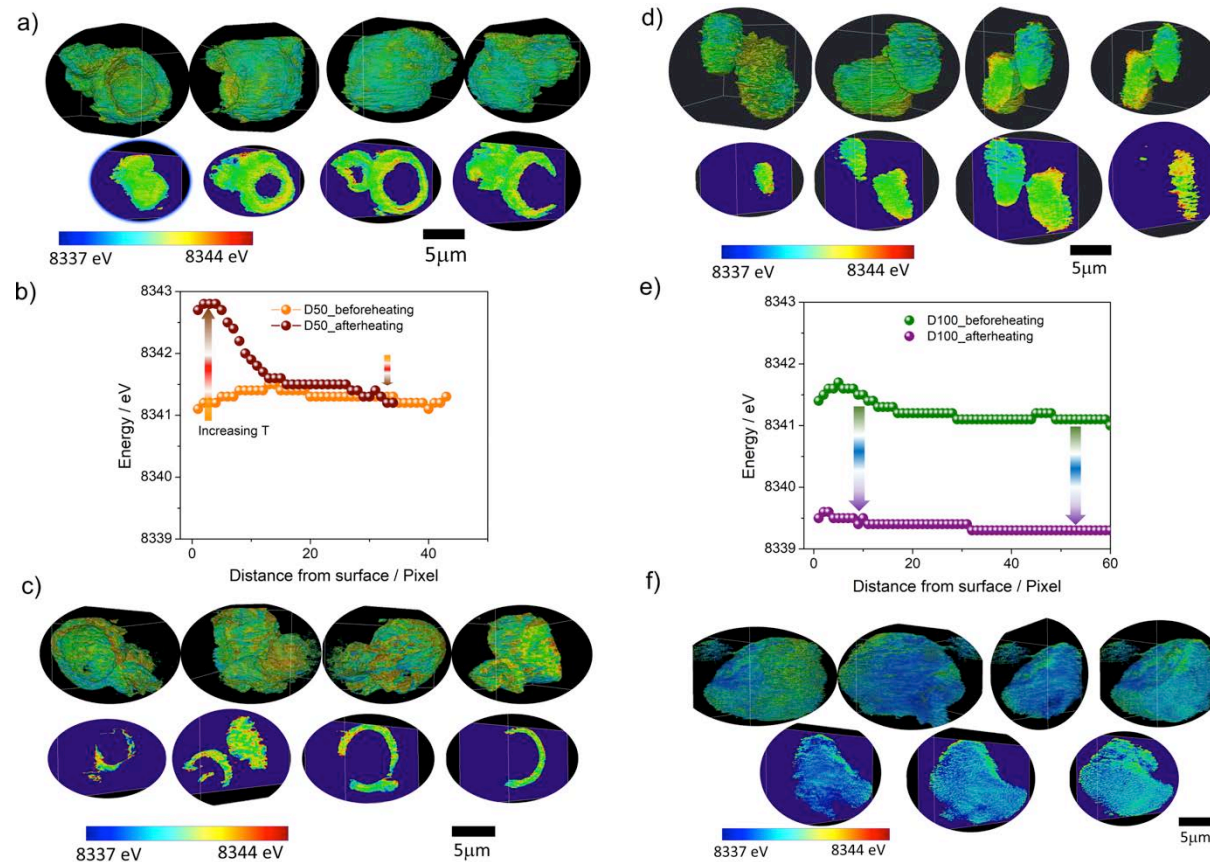 a)
8337 eV
8344 eV
5μm
b)
8343
8342
8341
8340
8339
Energy / eV
D50_beforeheating
D50_afterheating
Increasing T
0
20
40
Distance from surface / Pixel
c)
8337 eV
8344 eV
5μm
d)
8337 eV
8344 eV
5μm
e)
8343
8342
8341
8340
8339
Energy / eV
D100_beforeheating
D100_afterheating
0
20
40
60
Distance from surface / Pixel
f)
8337 eV
8344 eV
5μm